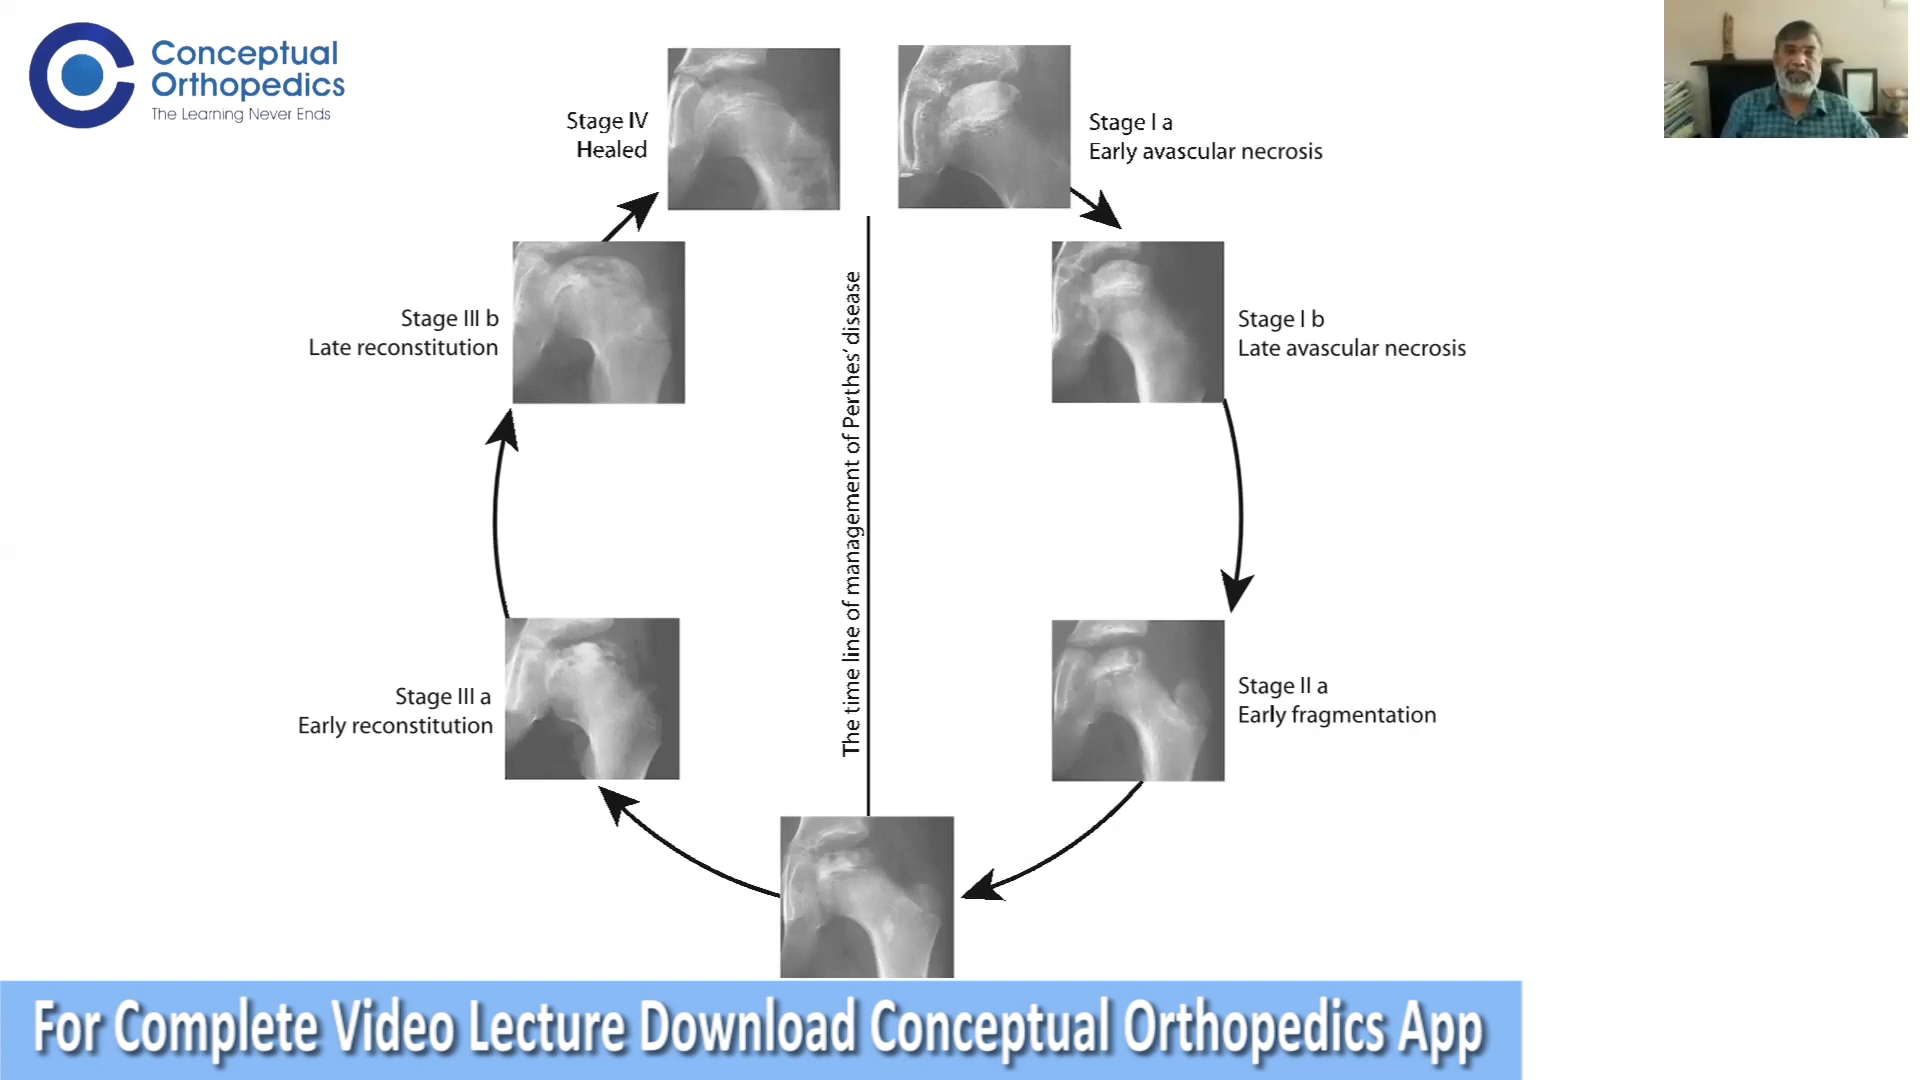 Conceptual
Orthopedics
The Learning Never Ends
Stage IV
Healed
Stage I a
Early avascular necrosis
Stage III b
Late reconstitution
Stage I b
Late avascular necrosis
The time line of management of Perthes' disease
Stage III a
Early reconstitution
Stage II a
Early fragmentation
For Complete Video Lecture Download Conceptual Orthopedics App